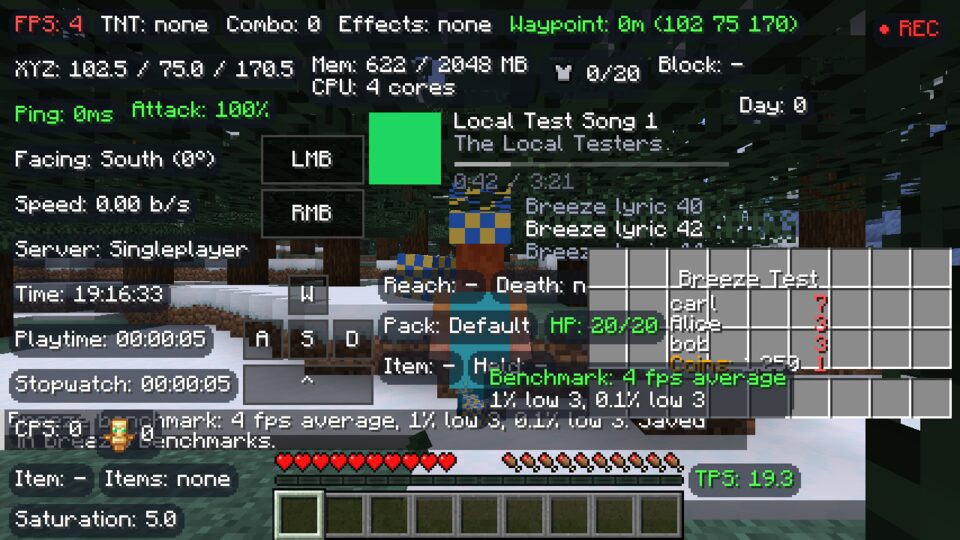 FPS: 4 TNT: none Combo: 0 Effects: none Waypoint: 0m (102 75 170)
● REC
XYZ: 102.5 / 75.0 / 170.5
Mem: 622 / 2048 MB
CPU: 4 cores
0/20
Block: -
Ping: 0ms
Attack: 100%
Day: 0
Local Test Song 1
The Local Testers
0:42 / 3:21
Facing: South (0°)
LMB
Speed: 0.00 b/s
RMB
Breeze lyric 40
Breeze lyric 42
Breeze lyric
Server: Singleplayer
Time: 19:16:33
W
Reach: - Death: n
Breeze Test
carl 7
Alice 3
bob 3
Coins: 1,250 1
Playtime: 00:00:05
A S D
Pack: Default
HP: 20/20
Item: - Held: -
Stopwatch: 00:00:05
^
Benchmark: 4 fps average
1% low 3, 0.1% low 3
Breeze benchmark: 4 fps average, 1% low 3, 0.1% low 3. Saved
in breeze benchmarks.
CPS: 0
0
Item: - Items: none
TPS: 19.3
Saturation: 5.0